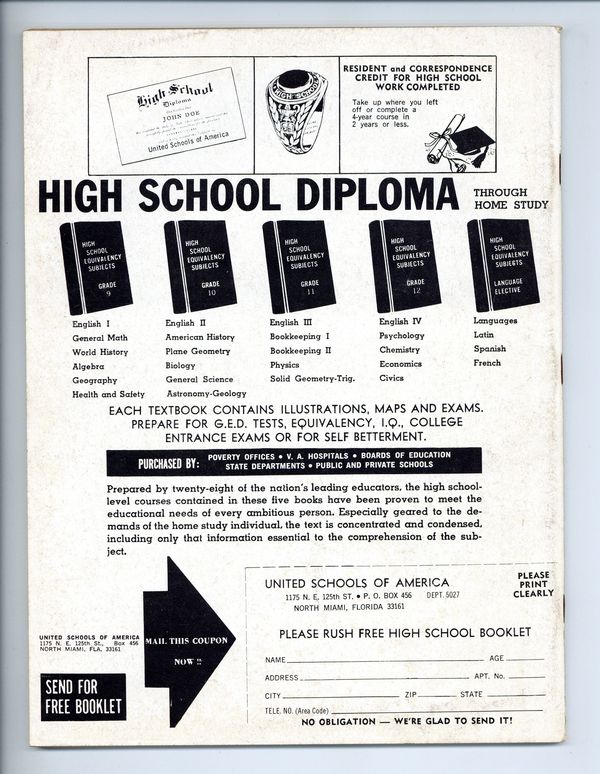 High School
Diploma
JOHN DOE
United Schools of America
HIGH SCHOOL
RESIDENT and CORRESPONDENCE
CREDIT FOR HIGH SCHOOL
WORK COMPLETED
Take up where you left
off or complete a
4-year course in
2 years or less.
HIGH SCHOOL DIPLOMA
THROUGH
HOME STUDY
HIGH
SCHOOL
EQUIVALENCY
SUBJECTS
GRADE
9
HIGH
SCHOOL
EQUIVALENCY
SUBJECTS
GRADE
10
HIGH
SCHOOL
EQUIVALENCY
SUBJECTS
GRADE
11
HIGH
SCHOOL
EQUIVALENCY
SUBJECTS
GRADE
12
HIGH
SCHOOL
EQUIVALENCY
SUBJECTS
LANGUAGE
ELECTIVE
English I
General Math
World History
Algebra
Geography
Health and Safety
English II
American History
Plane Geometry
Biology
General Science
Astronomy-Geology
English III
Bookkeeping I
Bookkeeping II
Physics
Solid Geometry-Trig.
English IV
Psychology
Chemistry
Economics
Civics
Languages
Latin
Spanish
French
EACH TEXTBOOK CONTAINS ILLUSTRATIONS, MAPS AND EXAMS.
PREPARE FOR G.E.D. TESTS, EQUIVALENCY, I.Q., COLLEGE
ENTRANCE EXAMS OR FOR SELF BETTERMENT.
PURCHASED BY:
POVERTY OFFICES • V. A. HOSPITALS • BOARDS OF EDUCATION
STATE DEPARTMENTS • PUBLIC AND PRIVATE SCHOOLS
Prepared by twenty-eight of the nation's leading educators, the high school-
level courses contained in these five books have been proven to meet the
educational needs of every ambitious person. Especially geared to the de-
mands of the home study individual, the text is concentrated and condensed,
including only that information essential to the comprehension of the sub-
ject.
UNITED SCHOOLS OF AMERICA
1175 N. E. 125th St., Box 456
NORTH MIAMI, FLA. 33161
SEND FOR
FREE BOOKLET
MAIL THIS COUPON
NOW !!
UNITED SCHOOLS OF AMERICA
1175 N. E. 125th ST. • P. O. BOX 456 DEPT. 5027
NORTH MIAMI, FLORIDA 33161
PLEASE
PRINT
CLEARLY
PLEASE RUSH FREE HIGH SCHOOL BOOKLET
NAME AGE
ADDRESS APT. No.
CITY ZIP STATE
TELE. NO. (Area Code)
NO OBLIGATION — WE'RE GLAD TO SEND IT!